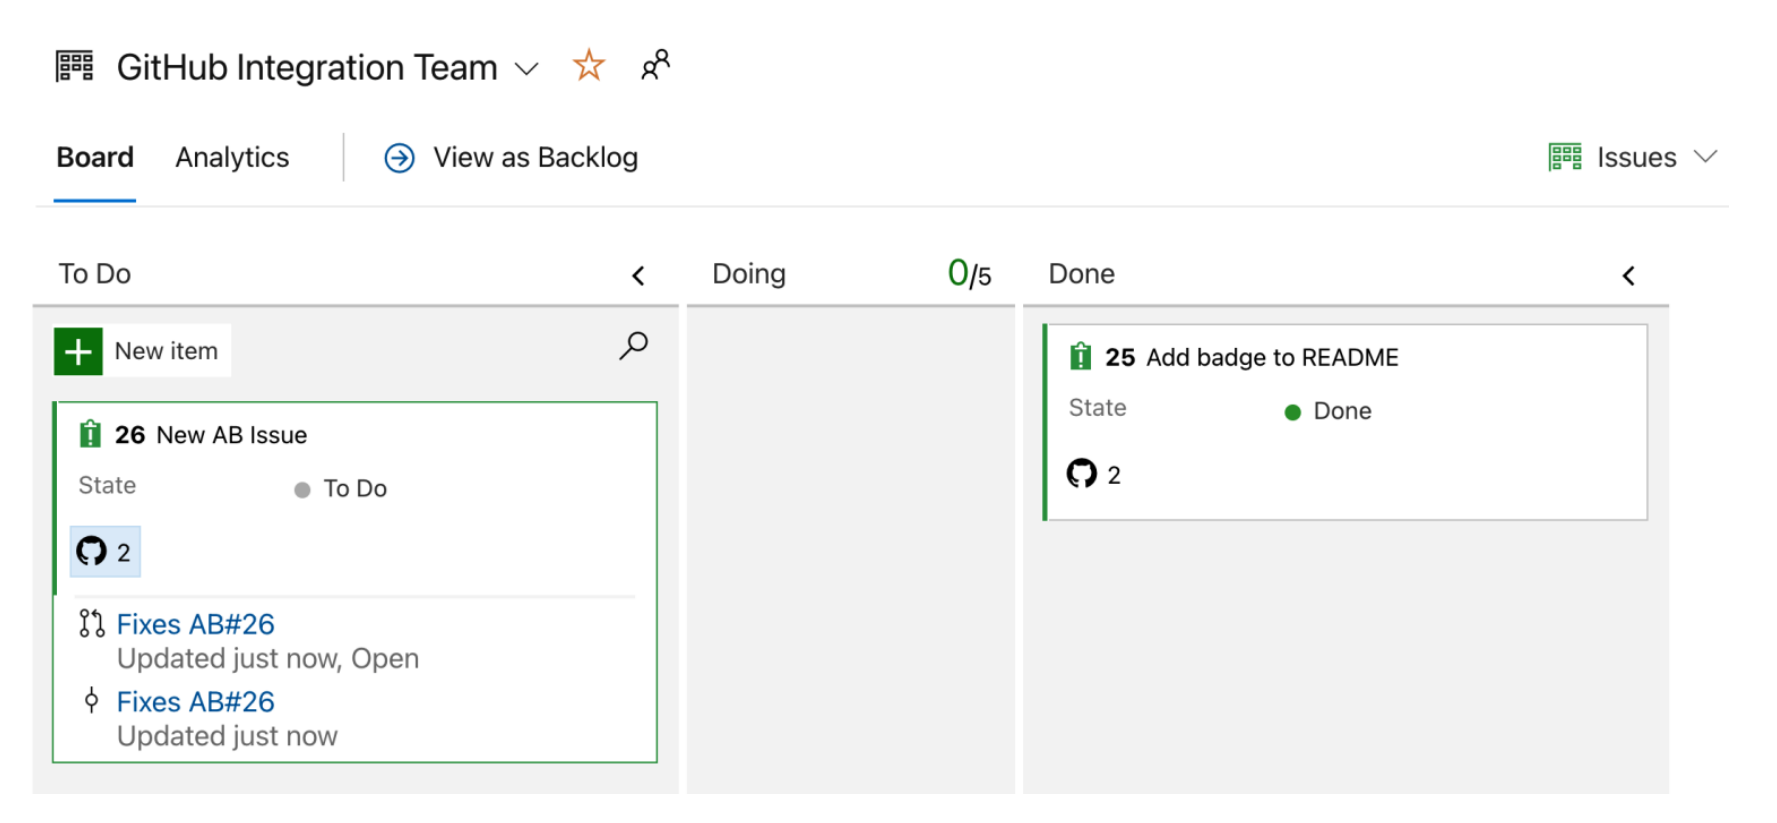 GitHub Integration Team
Board Analytics View as Backlog Issues
To Do
Doing 0/5
Done
New item
26 New AB Issue
State To Do
2
Fixes AB#26
Updated just now, Open
Fixes AB#26
Updated just now
25 Add badge to README
State Done
2